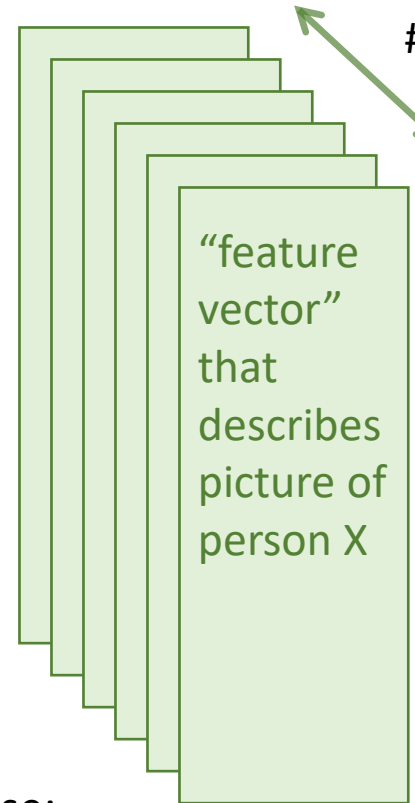 #
“feature
vector”
that
describes
picture of
person X